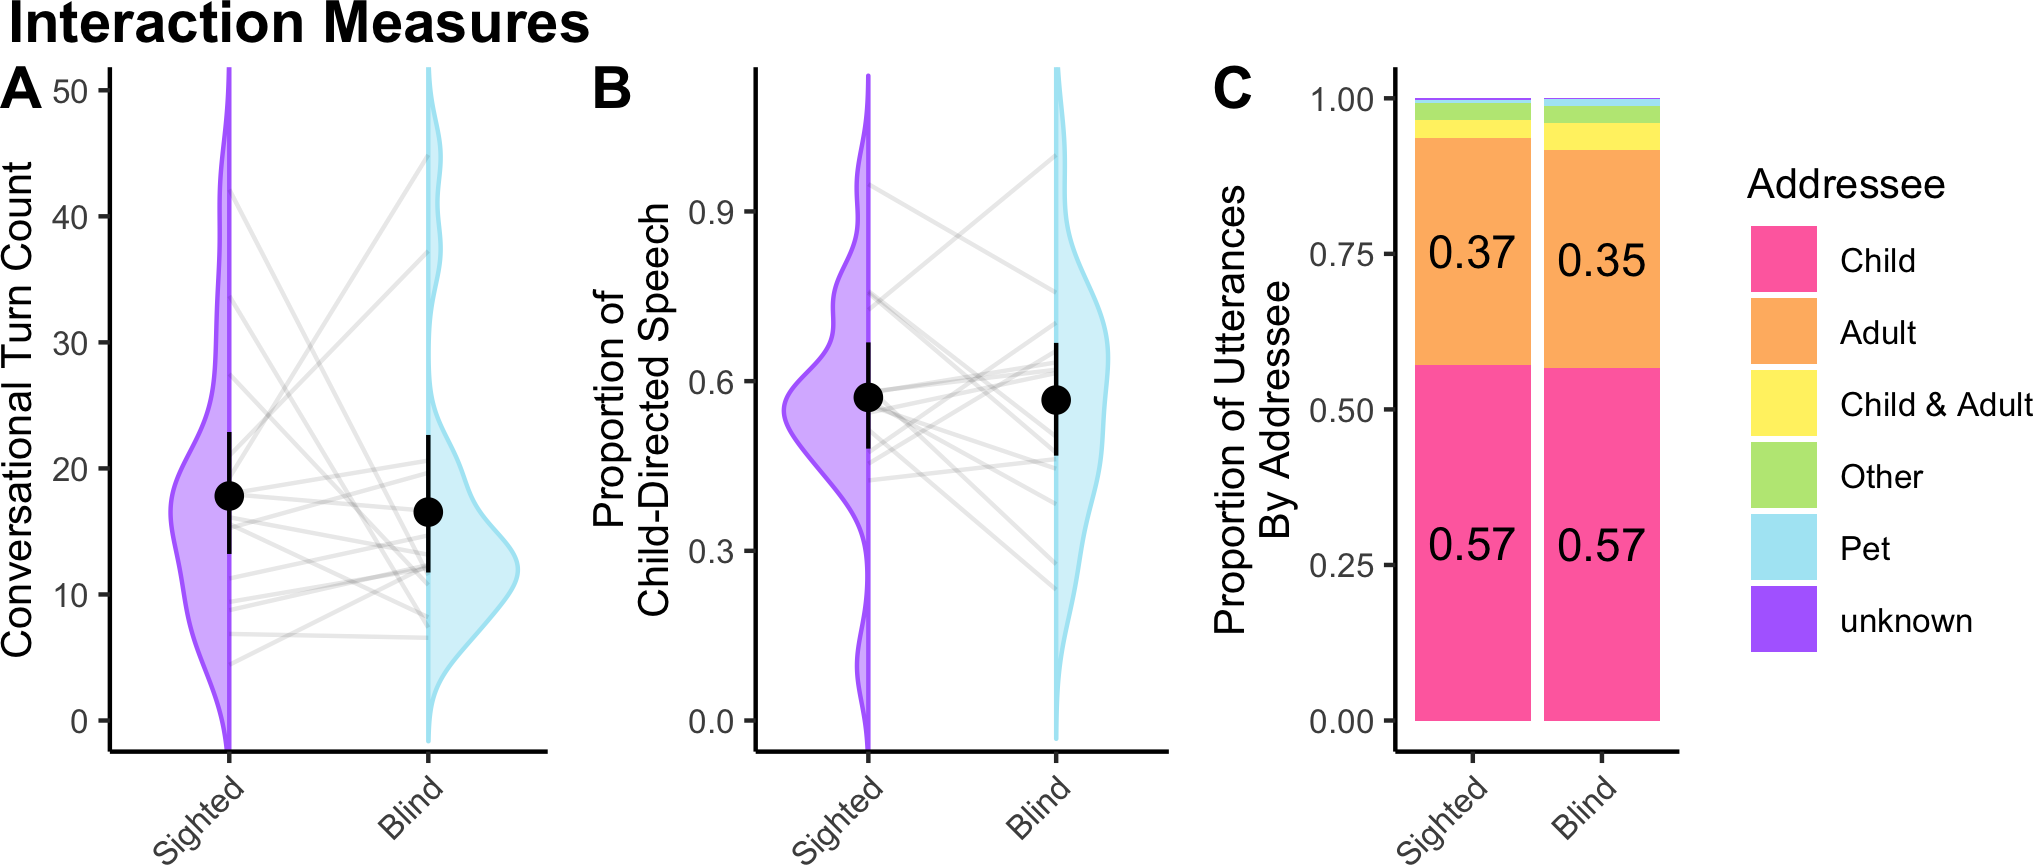 Interaction Measures
A
Conversational Turn Count
50
40
30
20
10
0
Sighted
Blind
B
Proportion of
Child-Directed Speech
0.9
0.6
0.3
0.0
Sighted
Blind
C
Proportion of Utterances
By Addressee
1.00
0.75
0.50
0.25
0.00
0.37
0.35
0.57
0.57
Sighted
Blind
Addressee
Child
Adult
Child & Adult
Other
Pet
unknown